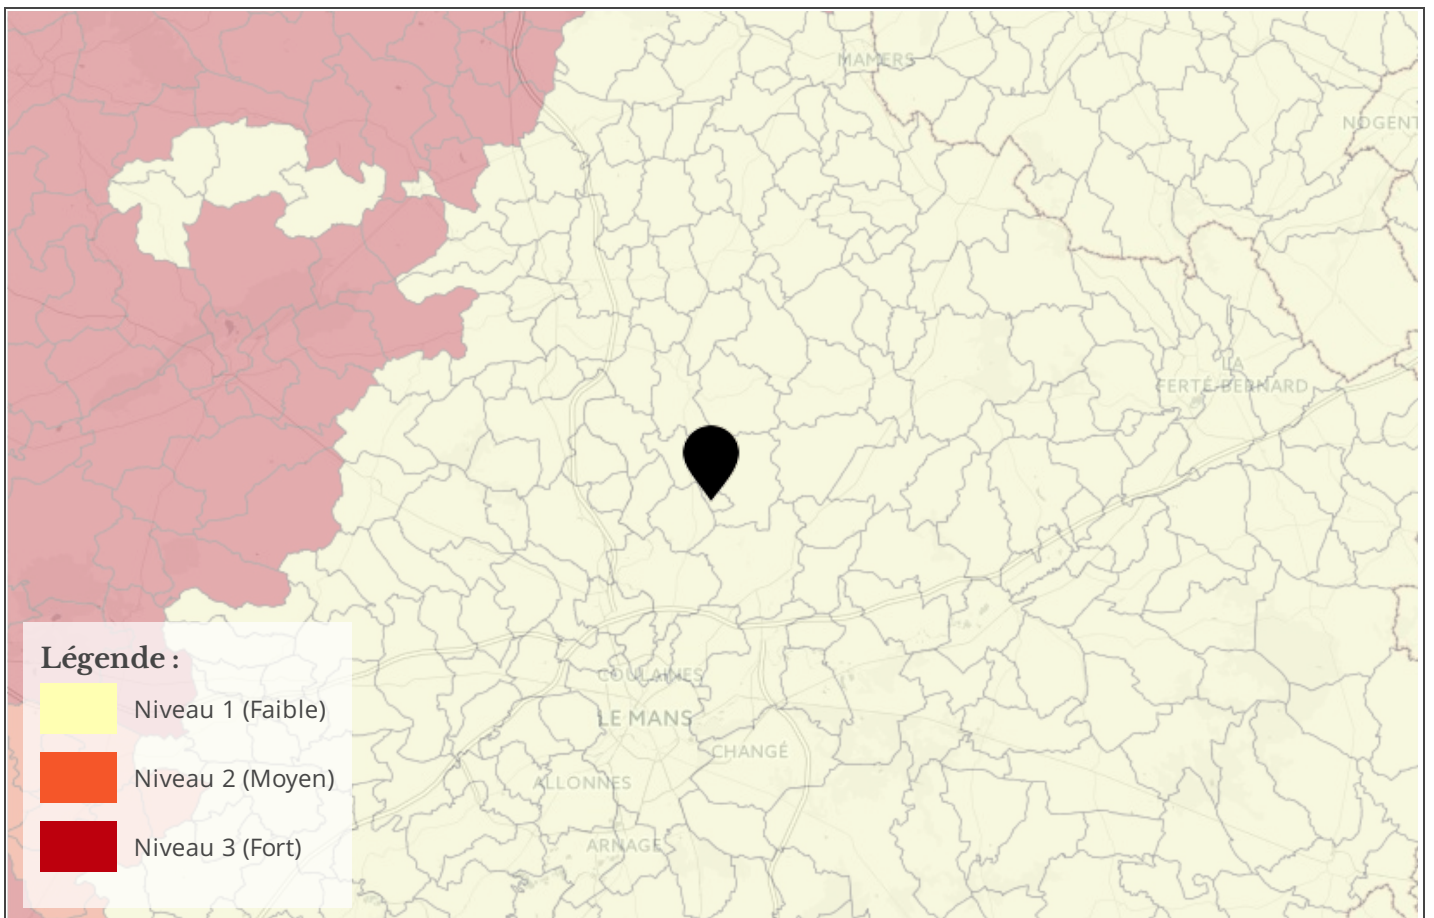 MAMERS
NOGENT
LA
FERTÉ-BERNARD
COULAINES
LE MANS
CHANGÉ
ALLONNES
ARNAGE
Légende :
Niveau 1 (Faible)
Niveau 2 (Moyen)
Niveau 3 (Fort)